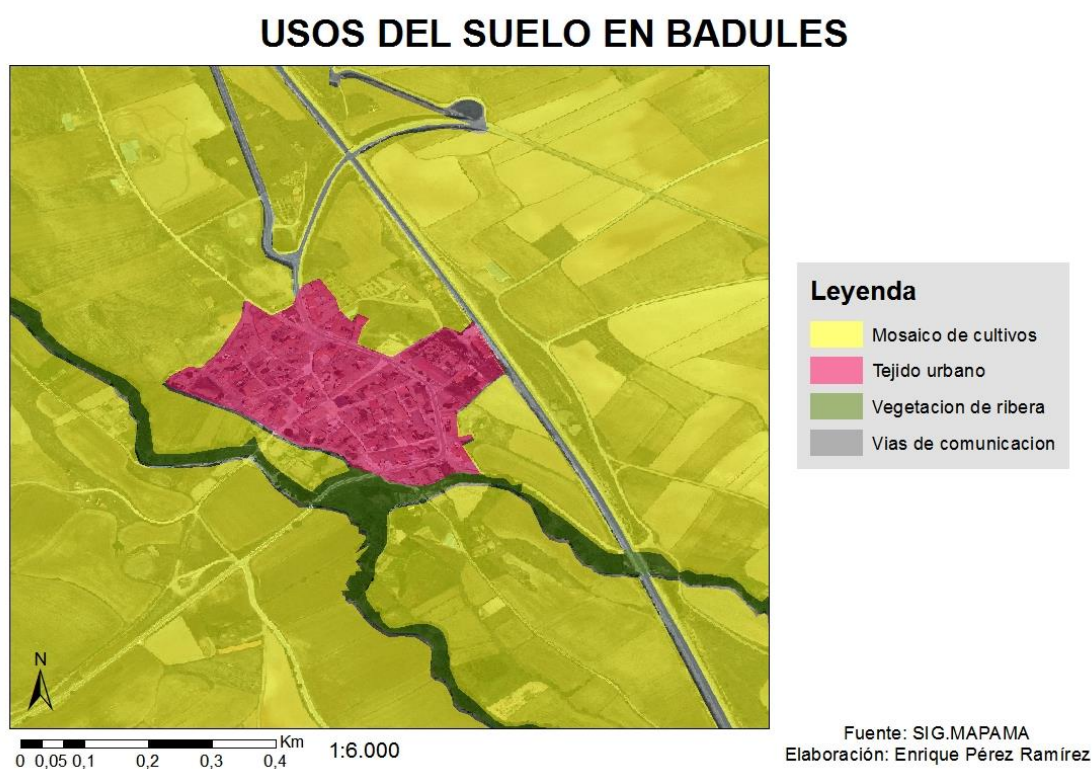 USOS DEL SUELO EN BADULES
Leyenda
Mosaico de cultivos
Tejido urbano
Vegetacion de ribera
Vias de comunicacion
N
Km
0 0,05 0,1 0,2 0,3 0,4
1:6.000
Fuente: SIG.MAPAMA
Elaboración: Enrique Pérez Ramírez